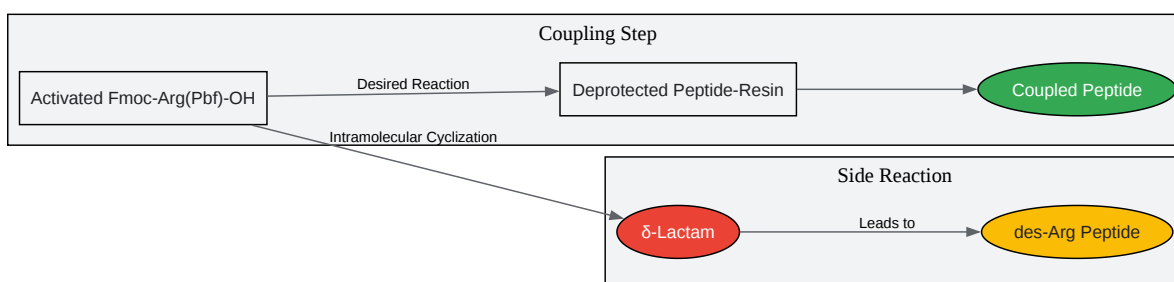 Coupling Step
Activated Fmoc-Arg(Pbf)-OH
Desired Reaction
Deprotected Peptide-Resin
Coupled Peptide
Intramolecular Cyclization
Side Reaction
δ-Lactam
Leads to
des-Arg Peptide